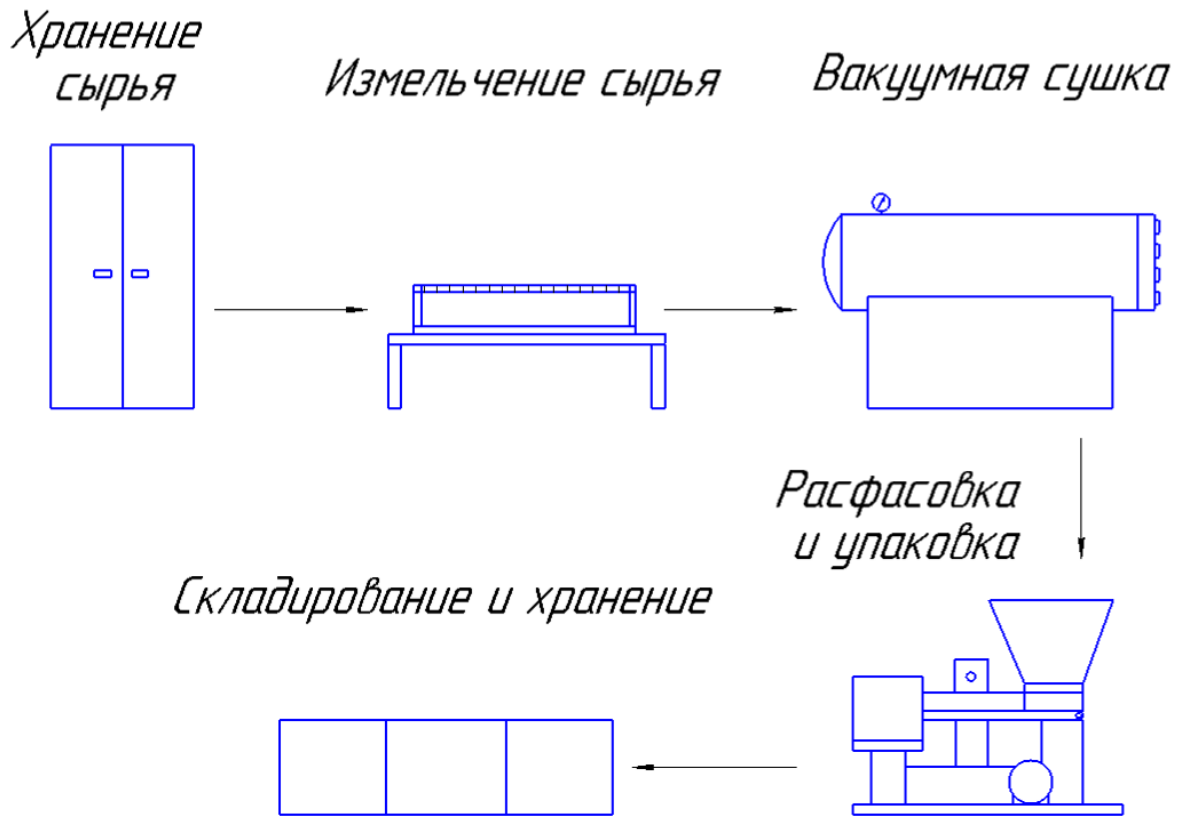 Хранение
сырья
Измельчение сырья
Вакуумная сушка
Расфасовка
и упаковка
Складирование и хранение